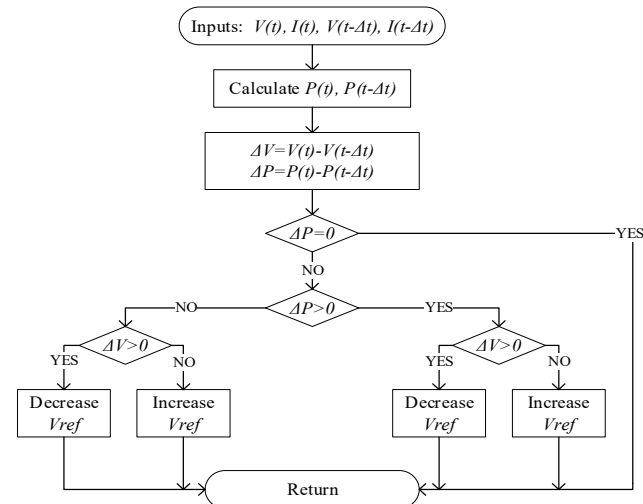 Inputs: V(t), I(t), V(t-Δt), I(t-Δt)
Calculate P(t), P(t-Δt)
ΔV=V(t)-V(t-Δt)
ΔP=P(t)-P(t-Δt)
ΔP=0
YES
NO
NO
ΔP>0
YES
ΔV>0
ΔV>0
YES
NO
YES
NO
Decrease
Vref
Increase
Vref
Decrease
Vref
Increase
Vref
Return